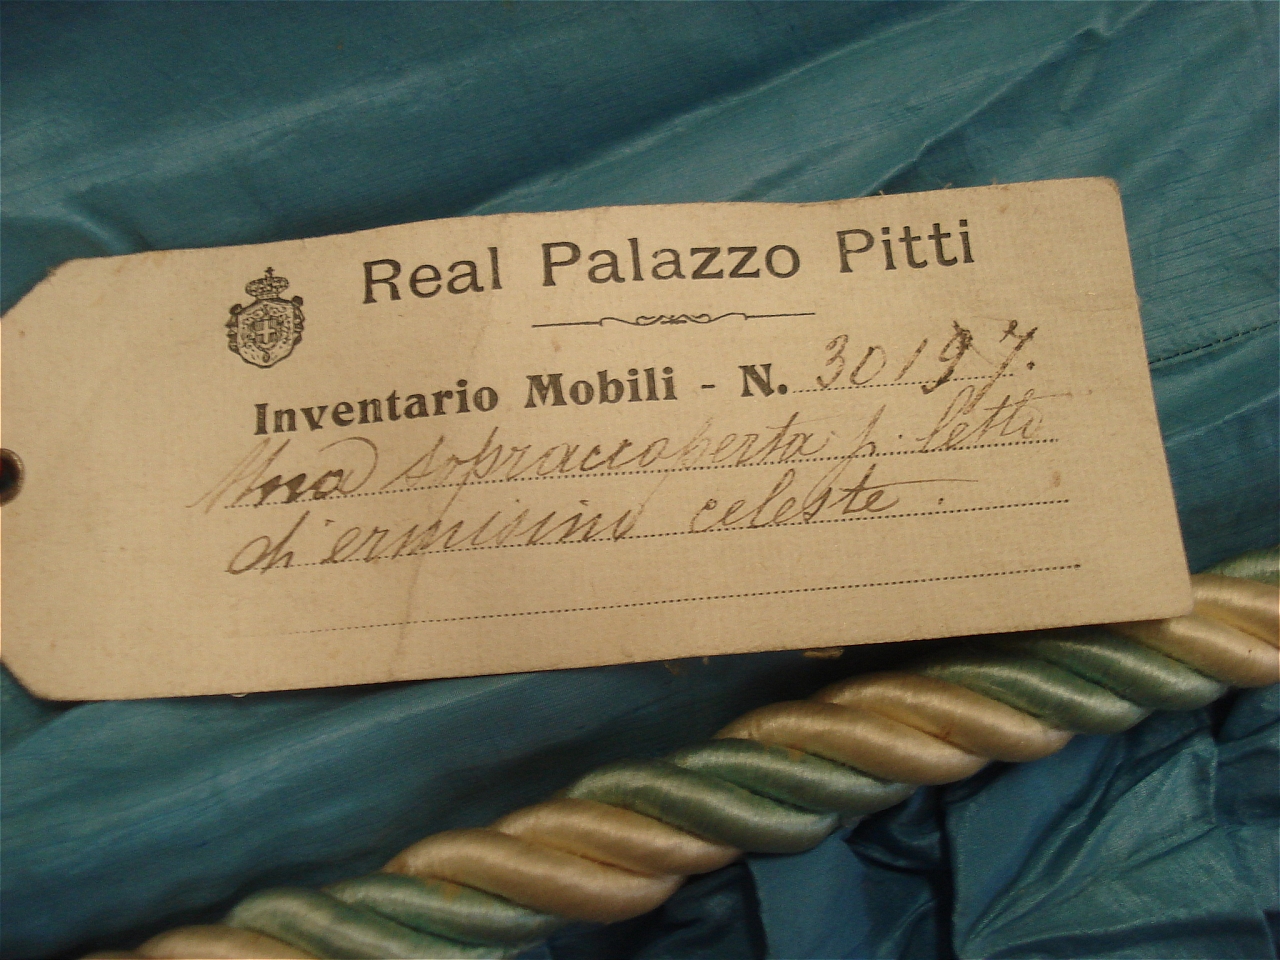 Real Palazzo Pitti
Inventario Mobili - N. 30197.
Una sopraccoperta p. letto
di ermisino celeste.